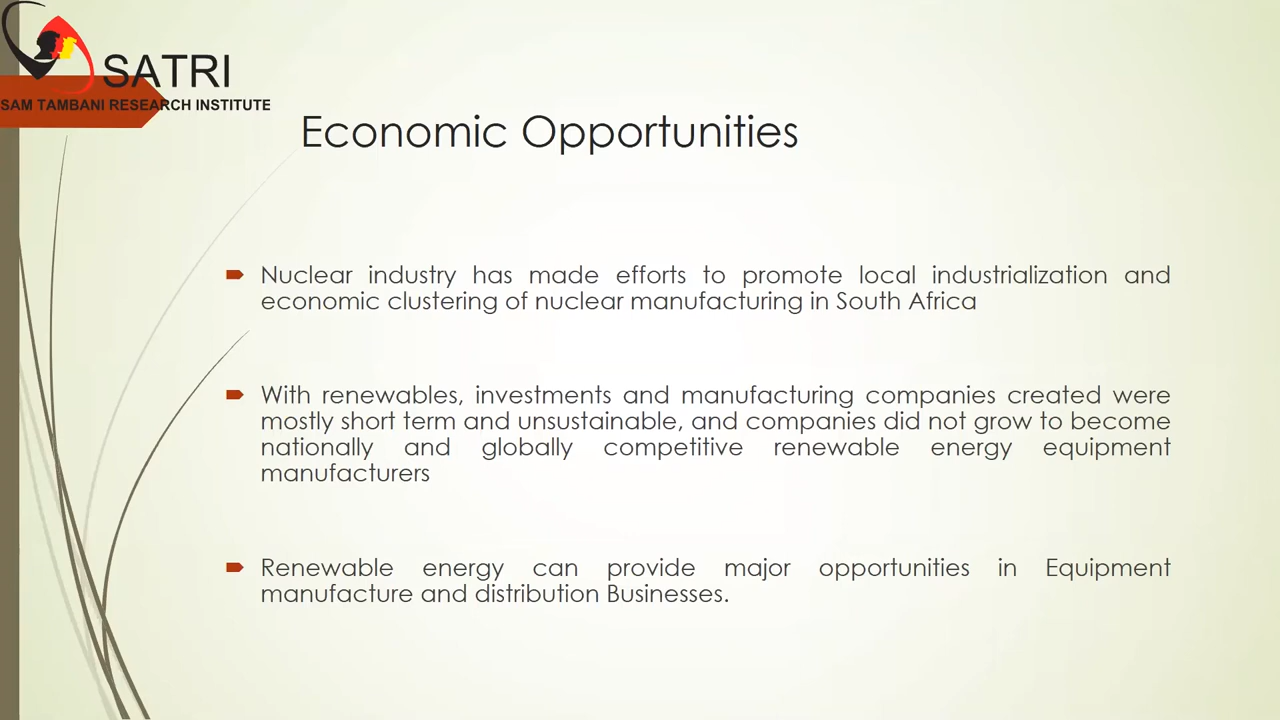 SATRI
SAM TAMBANI RESEARCH INSTITUTE
Economic Opportunities
Nuclear industry has made efforts to promote local industrialization and
economic clustering of nuclear manufacturing in South Africa
With renewables, investments and manufacturing companies created were
mostly short term and unsustainable, and companies did not grow to become
nationally and globally competitive renewable energy equipment
manufacturers
Renewable energy can provide major opportunities in Equipment
manufacture and distribution Businesses.